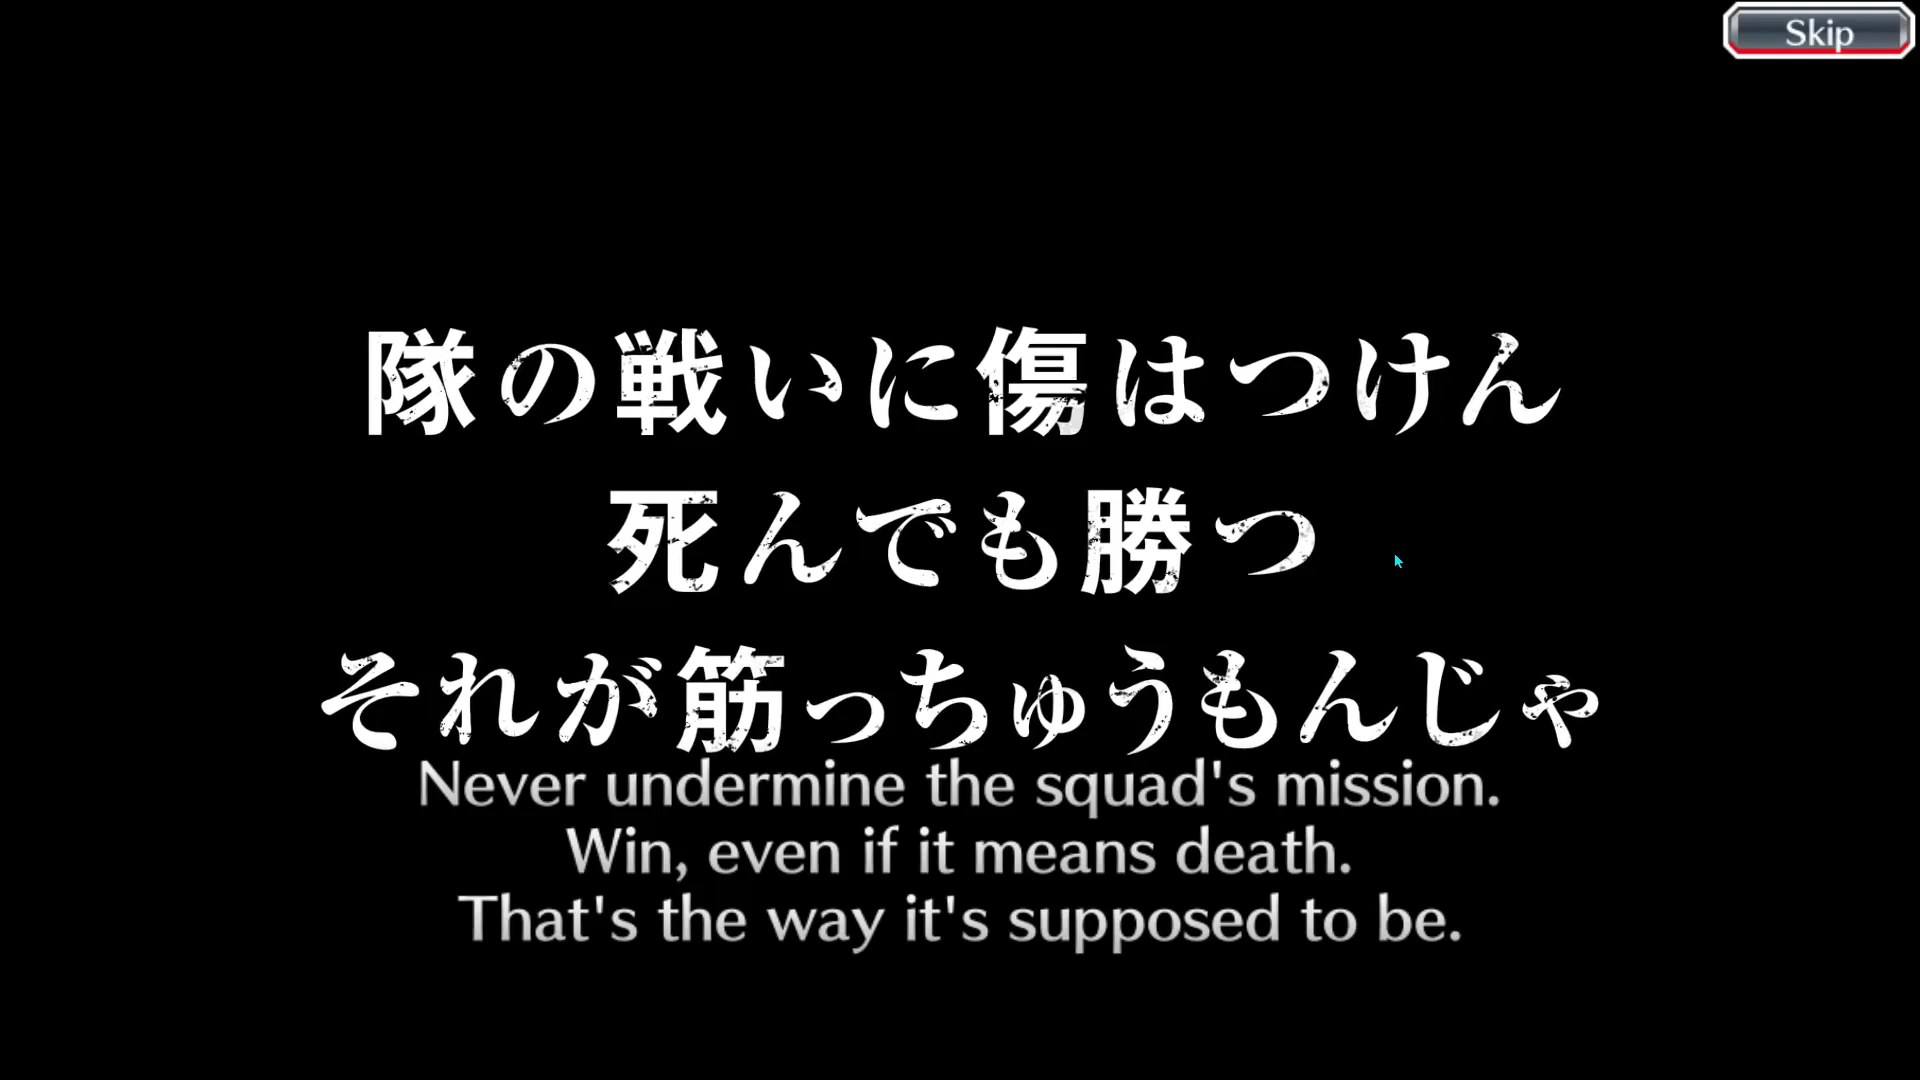 Skip
隊の戦いに傷はつけん
死んでも勝つ
それが筋っちゅうもんじゃ
Never undermine the squad's mission.
Win, even if it means death.
That's the way it's supposed to be.